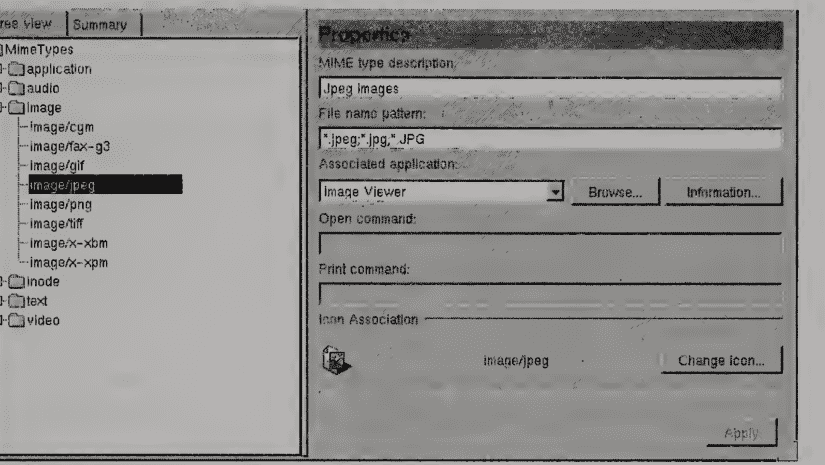 ree view Summary
MimeTypes
application
audio
image
image/cgm
image/fax-g3
image/gif
image/jpeg
image/png
image/tiff
image/x-xbm
image/x-xpm
inode
text
video
Properties
MIME type description:
Jpeg Images
File name pattern:
*.jpeg;*.jpg;*.JPG
Associated application:
Image Viewer Browse... Information...
Open command:
Print command:
Icon Association
image/jpeg Change icon...
Apply